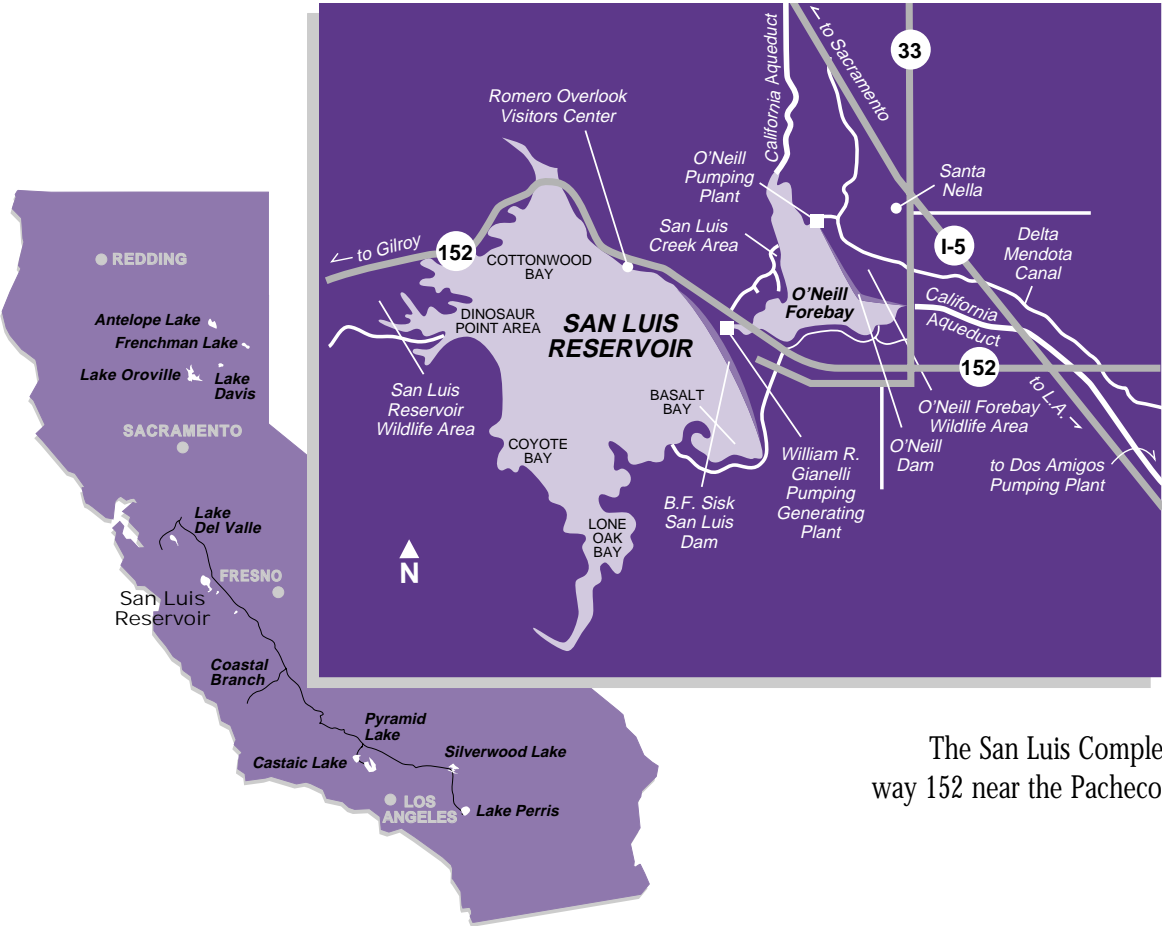 ← to Sacramento
33
California Aqueduct
Romero Overlook
Visitors Center
O'Neill
Pumping
Plant
Santa
Nella
San Luis
Creek Area
← to Gilroy
152
COTTONWOOD
BAY
I-5
Delta
Mendota
Canal
O'Neill
Forebay
California
Aqueduct
DINOSAUR
POINT AREA
SAN LUIS
RESERVOIR
152
San Luis
Reservoir
Wildlife Area
BASALT
BAY
to L.A. →
O'Neill Forebay
Wildlife Area
O'Neill
Dam
COYOTE
BAY
William R.
Gianelli
Pumping
Generating
Plant
to Dos Amigos
Pumping Plant
B.F. Sisk
San Luis
Dam
LONE
OAK
BAY
N
REDDING
Antelope Lake
Frenchman Lake
Lake Oroville
Lake
Davis
SACRAMENTO
Lake
Del Valle
FRESNO
San Luis
Reservoir
Coastal
Branch
Pyramid
Lake
Castaic Lake
Silverwood Lake
LOS
ANGELES
Lake Perris
The San Luis Comple
way 152 near the Pacheco